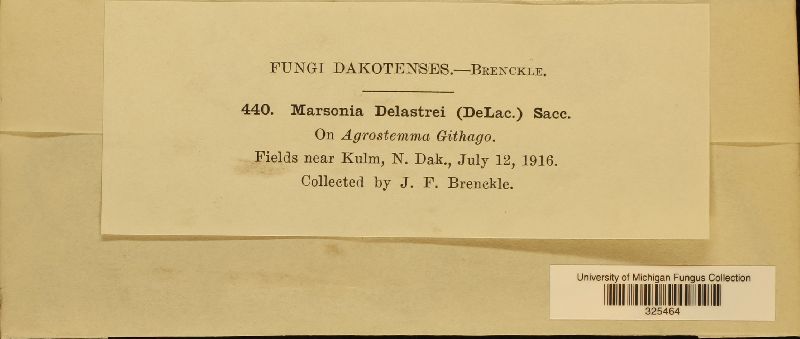 FUNGI DAKOTENSES.—BRENCKLE.
440. Marsonia Delastrei (DeLac.) Sacc.
On Agrostemma Githago.
Fields near Kulm, N. Dak., July 12, 1916.
Collected by J. F. Brenckle.
University of Michigan Fungus Collection
325464